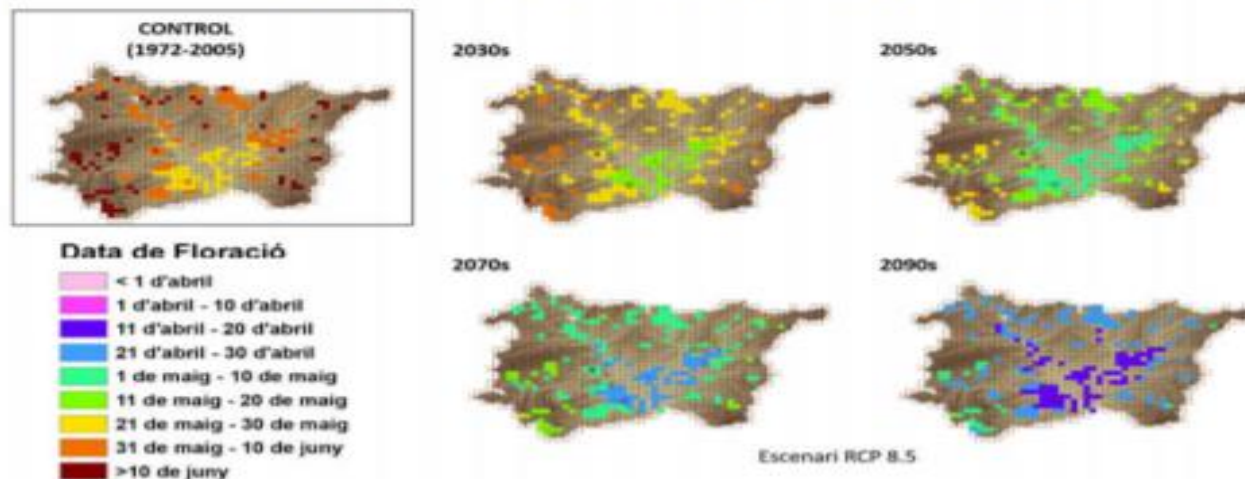 CONTROL
(1972-2005)
2030s
2050s
Data de Floració
< 1 d'abril
1 d'abril - 10 d'abril
11 d'abril - 20 d'abril
21 d'abril - 30 d'abril
1 de maig - 10 de maig
11 de maig - 20 de maig
21 de maig - 30 de maig
31 de maig - 10 de juny
>10 de juny
2070s
2090s
Escenari RCP 8.5